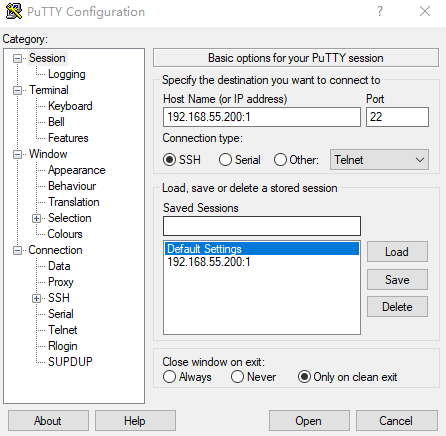 PuTTY Configuration
Category:
Session
Logging
Terminal
Keyboard
Bell
Features
Window
Appearance
Behaviour
Translation
Selection
Colours
Connection
Data
Proxy
SSH
Serial
Telnet
Rlogin
SUPDUP
Basic options for your PuTTY session
Specify the destination you want to connect to
Host Name (or IP address) Port
192.168.55.200:1 22
Connection type:
SSH Serial Other: Telnet
Load, save or delete a stored session
Saved Sessions
Default Settings
192.168.55.200:1
Load
Save
Delete
Close window on exit:
Always Never Only on clean exit
About Help Open Cancel